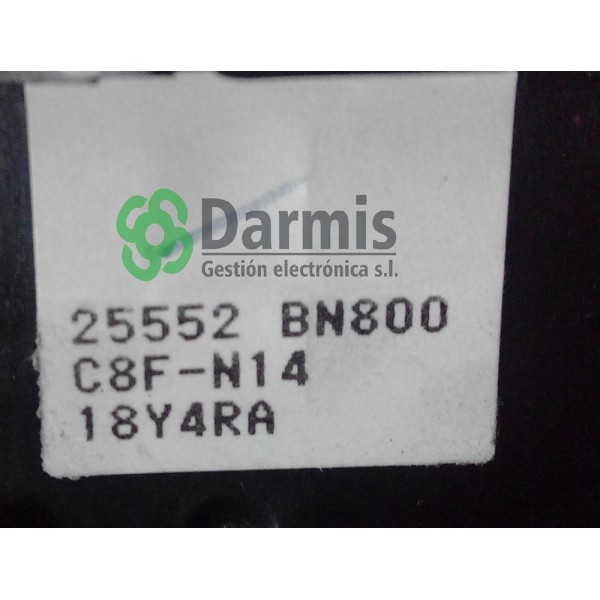 Darmis
Gestión electrónica s.l.
25552 BN800
C8F-N14
18Y4RA